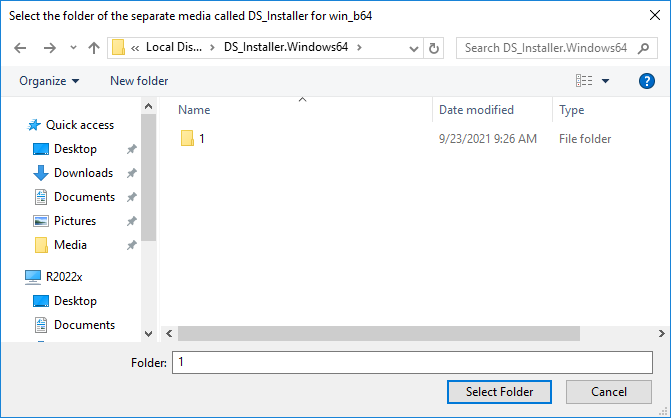 Select the folder of the separate media called DS_Installer for win_b64
« Local Dis... > DS_Installer.Windows64 >
Search DS_Installer.Windows64
Organize New folder ?
Name Date modified Type
Quick access
1 9/23/2021 9:26 AM File folder
Desktop
Downloads
Documents
Pictures
Media
R2022x
Desktop
Documents
Folder: 1
Select Folder Cancel